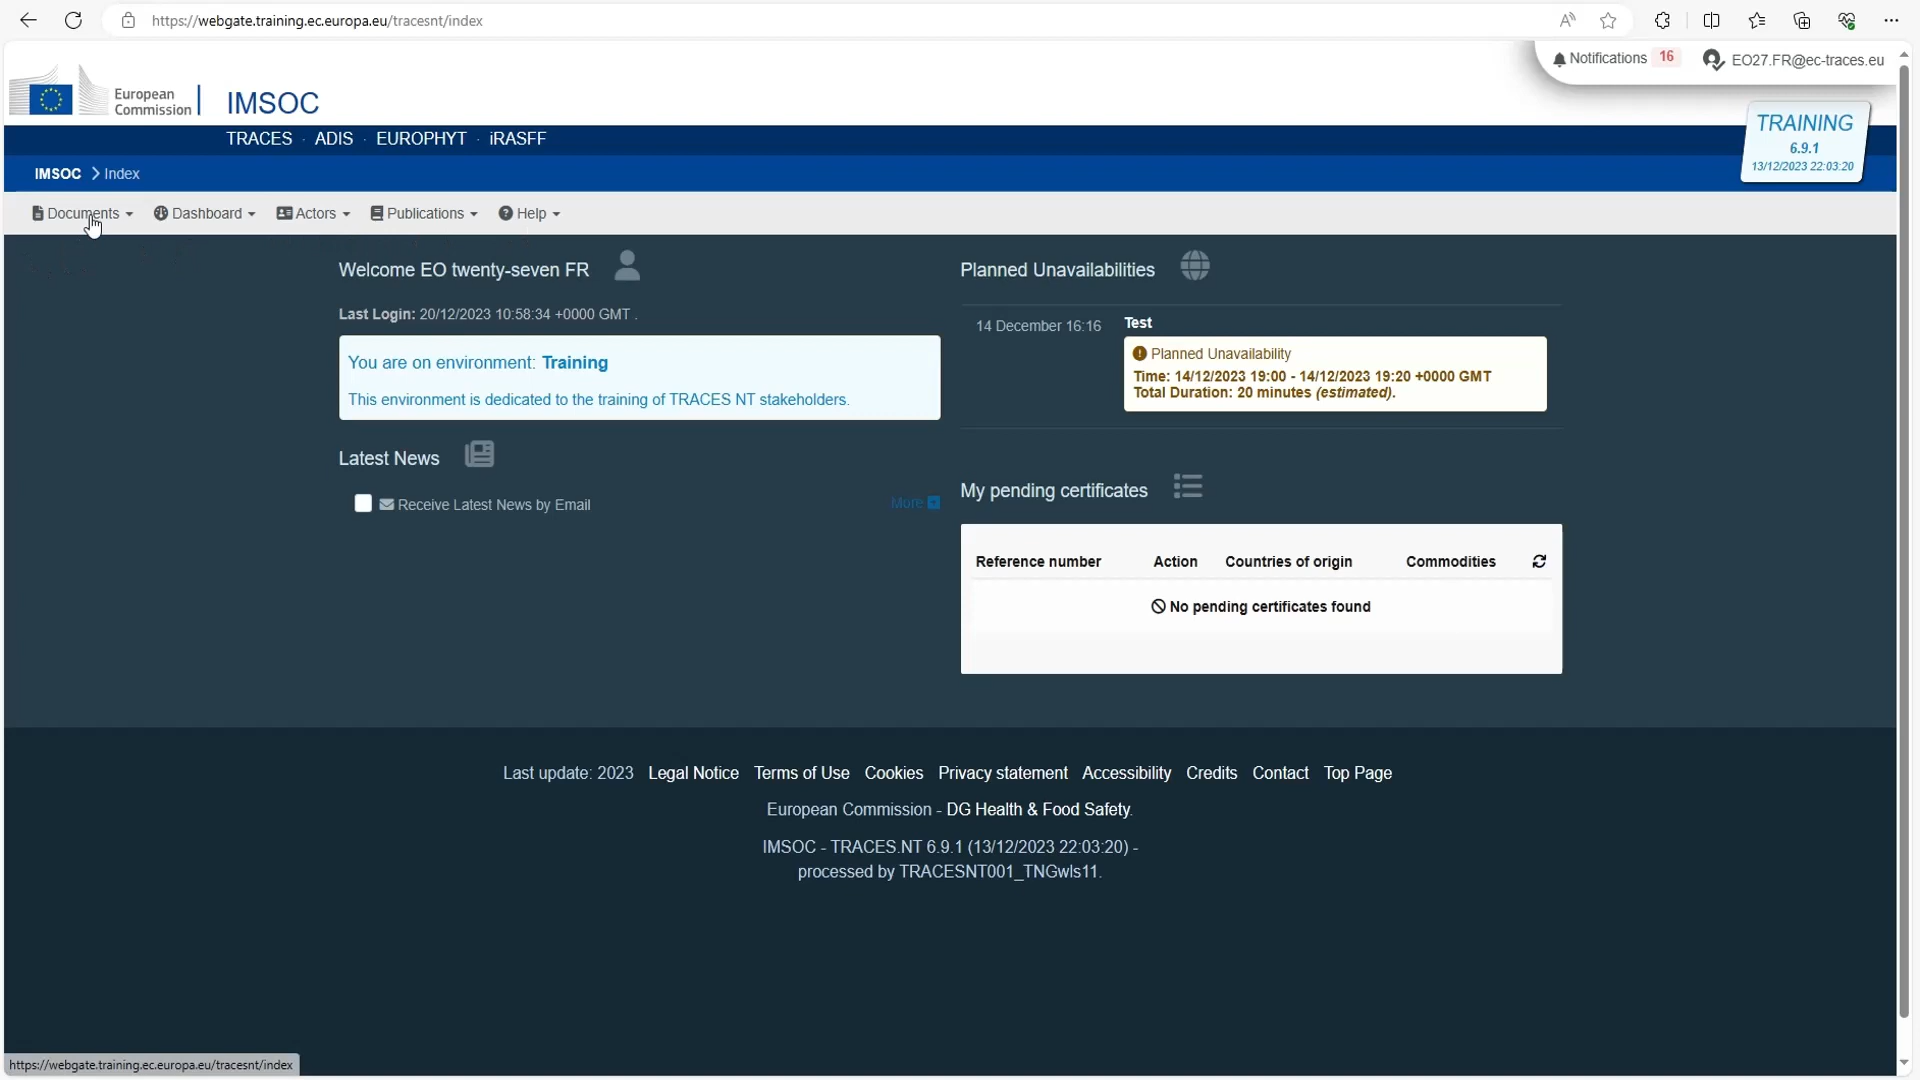 https://webgate.training.ec.europa.eu/tracesnt/index
Notifications 16
EO27.FR@ec-traces.eu
European
Commission
IMSOC
TRACES · ADIS · EUROPHYT · iRASFF
TRAINING
6.9.1
13/12/2023 22:03:20
IMSOC Index
Documents Dashboard Actors Publications Help
Welcome EO twenty-seven FR
Last Login: 20/12/2023 10:58:34 +0000 GMT .
You are on environment: Training
This environment is dedicated to the training of TRACES NT stakeholders.
Latest News
Receive Latest News by Email
More
Planned Unavailabilities
14 December 16:16
Test
Planned Unavailability
Time: 14/12/2023 19:00 - 14/12/2023 19:20 +0000 GMT
Total Duration: 20 minutes (estimated).
My pending certificates
Reference number Action Countries of origin Commodities
No pending certificates found
Last update: 2023 Legal Notice Terms of Use Cookies Privacy statement Accessibility Credits Contact Top Page
European Commission - DG Health & Food Safety.
IMSOC - TRACES.NT 6.9.1 (13/12/2023 22:03:20) -
processed by TRACESNT001_TNGwls11.
https://webgate.training.ec.europa.eu/tracesnt/index